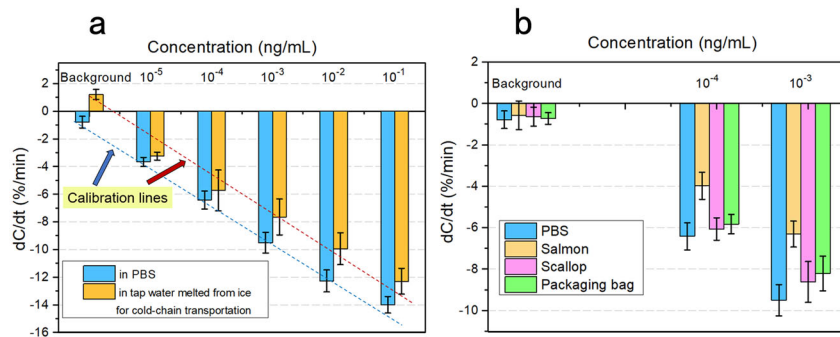 a
Concentration (ng/mL)
Background 10⁻⁵ 10⁻⁴ 10⁻³ 10⁻² 10⁻¹
2
0
-2
-4
-6
-8
-10
-12
-14
-16
dC/dt (%/min)
Calibration lines
in PBS
in tap water melted from ice
for cold-chain transportation
b
Concentration (ng/mL)
Background 10⁻⁴ 10⁻³
2
0
-2
-4
-6
-8
-10
dC/dt (%/min)
PBS
Salmon
Scallop
Packaging bag